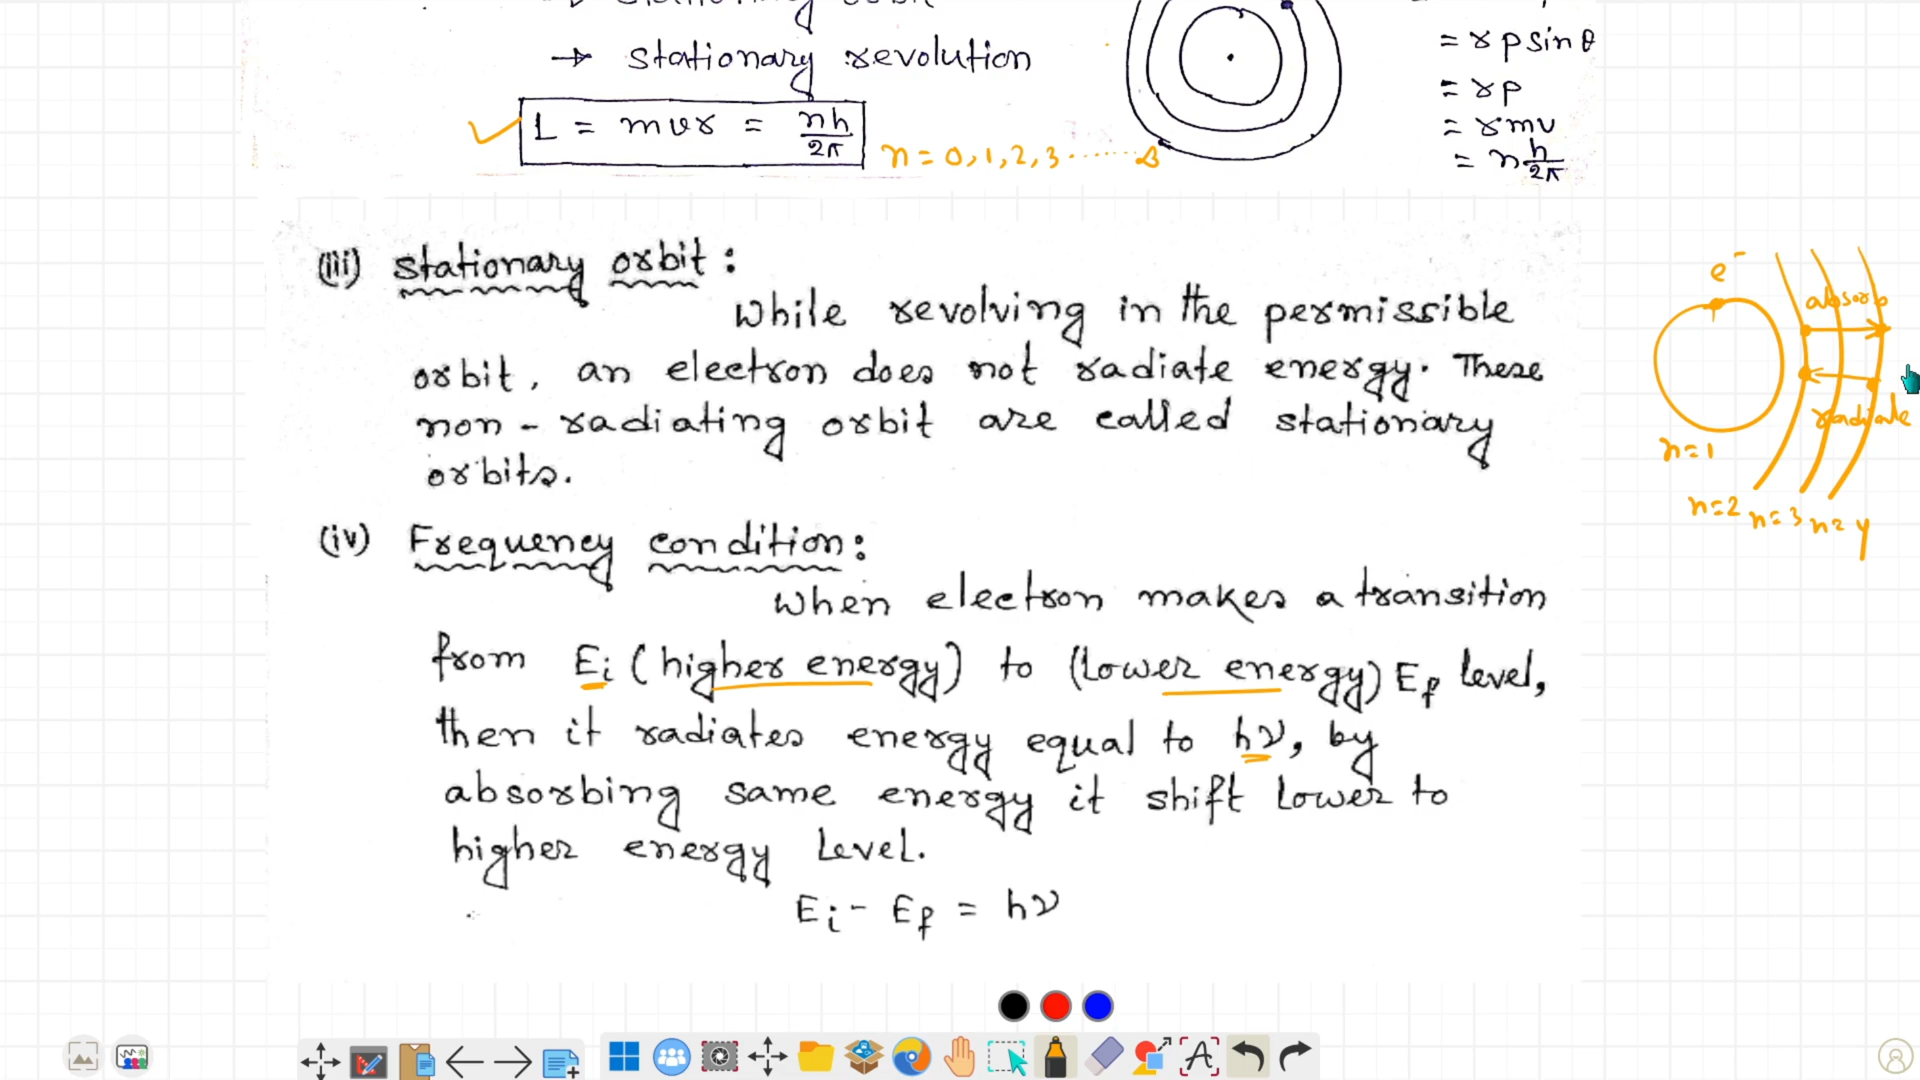 → stationary revolution
L = mvr = nh/2π
n = 0, 1, 2, 3 ......
= r p sin θ
= r p
= r mv
= n h/2π
(iii) stationary orbit :
While revolving in the permissible
orbit, an electron does not radiate energy. These
non - radiating orbit are called stationary
orbits.
(iv) Frequency condition:
When electron makes a transition
from Ei (higher energy) to (Lower energy) Ef level,
then it radiates energy equal to hν, by
absorbing same energy it shift Lower to
higher energy Level.
Ei - Ef = hν
e⁻
absorb
radiate
n=1
n=2 n=3 n=4
A